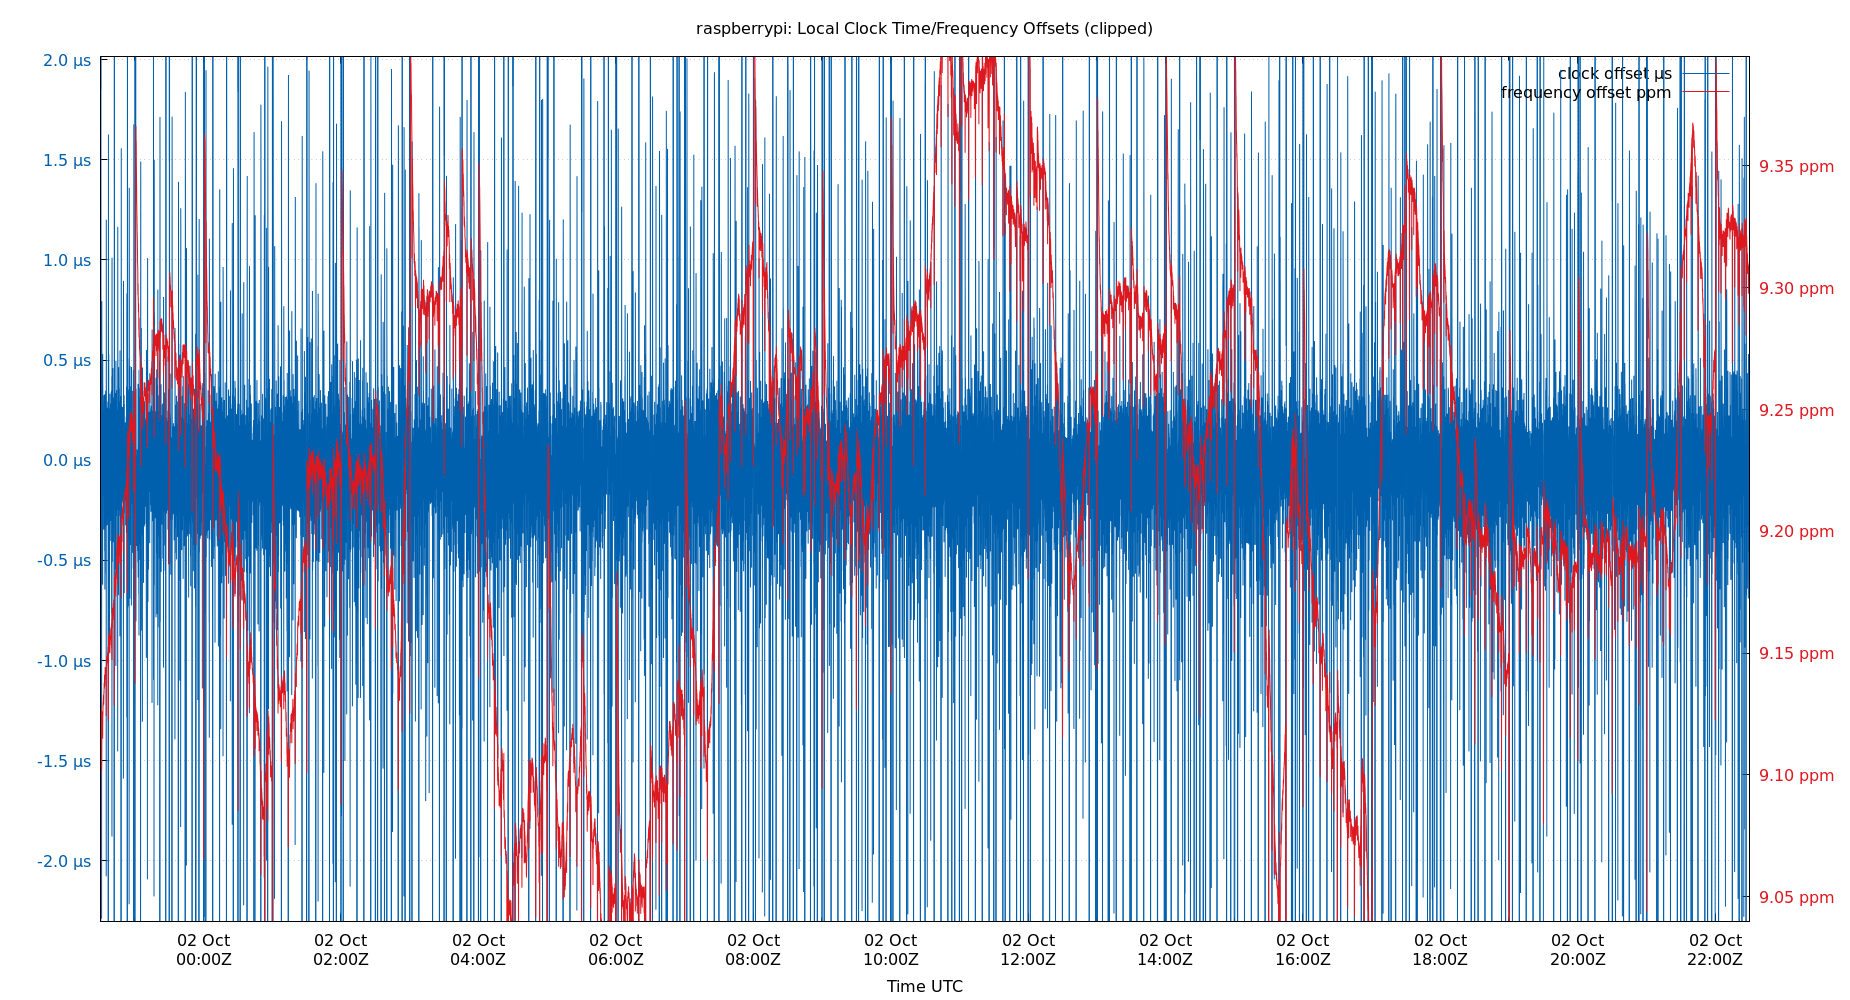 raspberrypi: Local Clock Time/Frequency Offsets (clipped)
2.0 µs
1.5 µs
1.0 µs
0.5 µs
0.0 µs
-0.5 µs
-1.0 µs
-1.5 µs
-2.0 µs
clock offset µs
frequency offset ppm
9.35 ppm
9.30 ppm
9.25 ppm
9.20 ppm
9.15 ppm
9.10 ppm
9.05 ppm
02 Oct 02 Oct 02 Oct 02 Oct 02 Oct 02 Oct 02 Oct 02 Oct 02 Oct 02 Oct 02 Oct 02 Oct
00:00Z 02:00Z 04:00Z 06:00Z 08:00Z 10:00Z 12:00Z 14:00Z 16:00Z 18:00Z 20:00Z 22:00Z
Time UTC